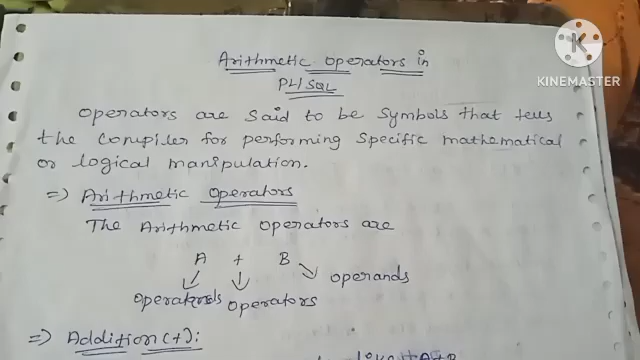 Arithmetic operators in
PL/SQL
operators are said to be symbols that tells
the compiler for performing specific mathematical
or logical manipulation.
=> Arithmetic operators
The Arithmetic operators are
A + B
operands
operands operators
=> Addition (+):
KINEMASTER